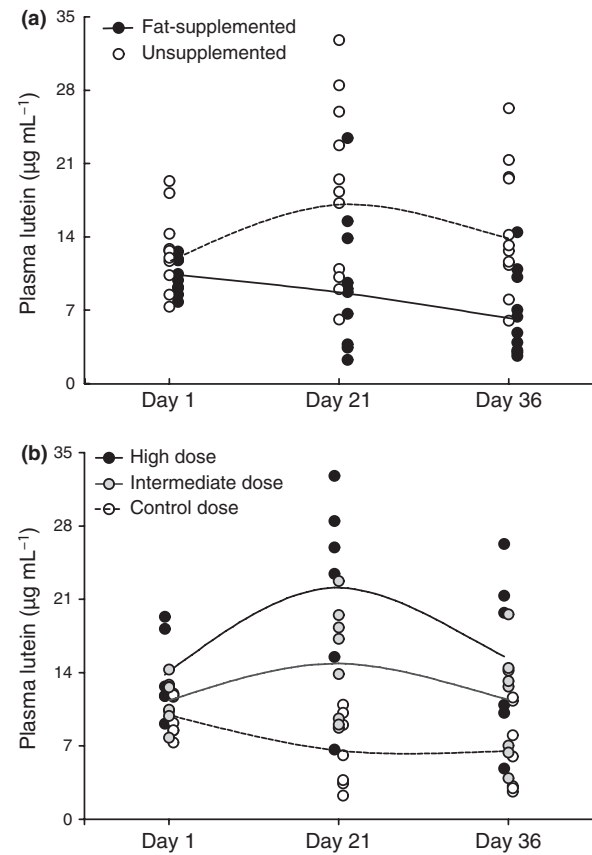 (a)
Fat-supplemented
Unsupplemented
Plasma lutein (µg mL⁻¹)
35
28
21
14
7
0
Day 1 Day 21 Day 36
(b)
High dose
Intermediate dose
Control dose
Plasma lutein (µg mL⁻¹)
35
28
21
14
7
0
Day 1 Day 21 Day 36